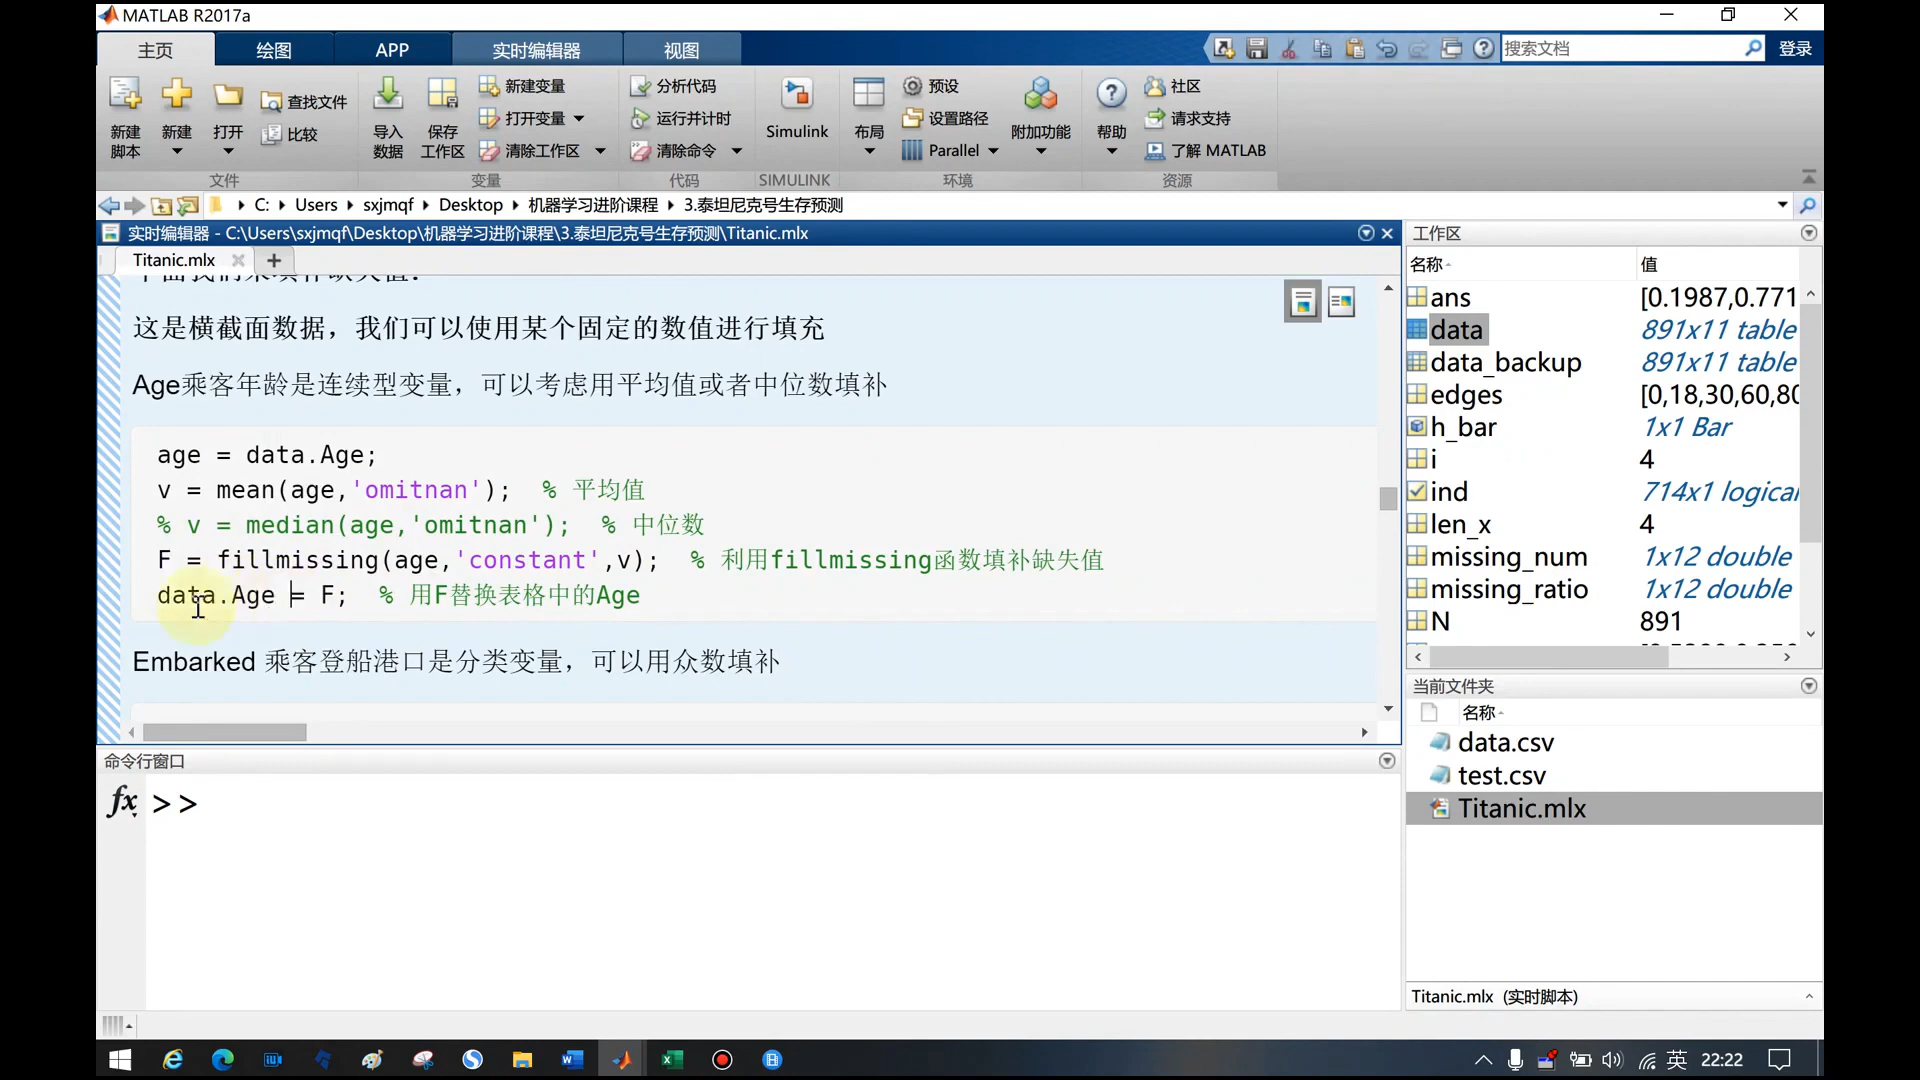 MATLAB R2017a
主页 绘图 APP 实时编辑器 视图 搜索文档 登录
新建脚本 新建 打开 查找文件 比较 导入数据 保存工作区 新建变量 打开变量 清除工作区 分析代码 运行并计时 清除命令 Simulink 布局 预设 设置路径 Parallel 附加功能 帮助 社区 请求支持 了解 MATLAB
文件 变量 代码 SIMULINK 环境 资源
C: Users sxjmqf Desktop 机器学习进阶课程 3.泰坦尼克号生存预测
实时编辑器 - C:\Users\sxjmqf\Desktop\机器学习进阶课程\3.泰坦尼克号生存预测\Titanic.mlx
Titanic.mlx
这是横截面数据，我们可以使用某个固定的数值进行填充
Age乘客年龄是连续型变量，可以考虑用平均值或者中位数填补
age = data.Age;
v = mean(age,'omitnan');  % 平均值
% v = median(age,'omitnan');  % 中位数
F = fillmissing(age,'constant',v);  % 利用fillmissing函数填补缺失值
data.Age = F;  % 用F替换表格中的Age
Embarked 乘客登船港口是分类变量，可以用众数填补
命令行窗口
fx >>
工作区
名称 值
ans [0.1987,0.771
data 891x11 table
data_backup 891x11 table
edges [0,18,30,60,80
h_bar 1x1 Bar
i 4
ind 714x1 logical
len_x 4
missing_num 1x12 double
missing_ratio 1x12 double
N 891
当前文件夹
名称
data.csv
test.csv
Titanic.mlx
Titanic.mlx (实时脚本)
英 22:22